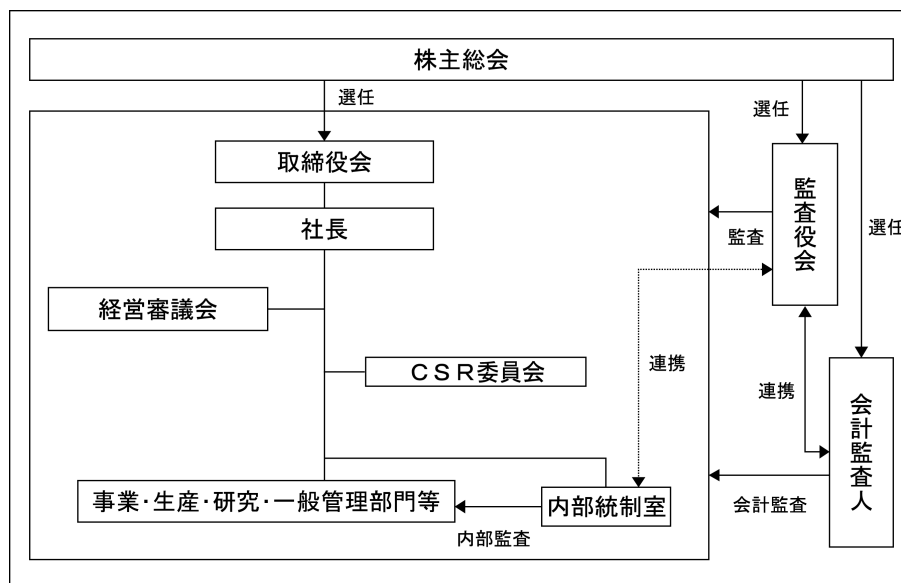 株主総会
選任
選任
取締役会
監査役会
社長
選任
監査
経営審議会
連携
CSR委員会
連携
会計監査人
事業・生産・研究・一般管理部門等
内部統制室
会計監査
内部監査